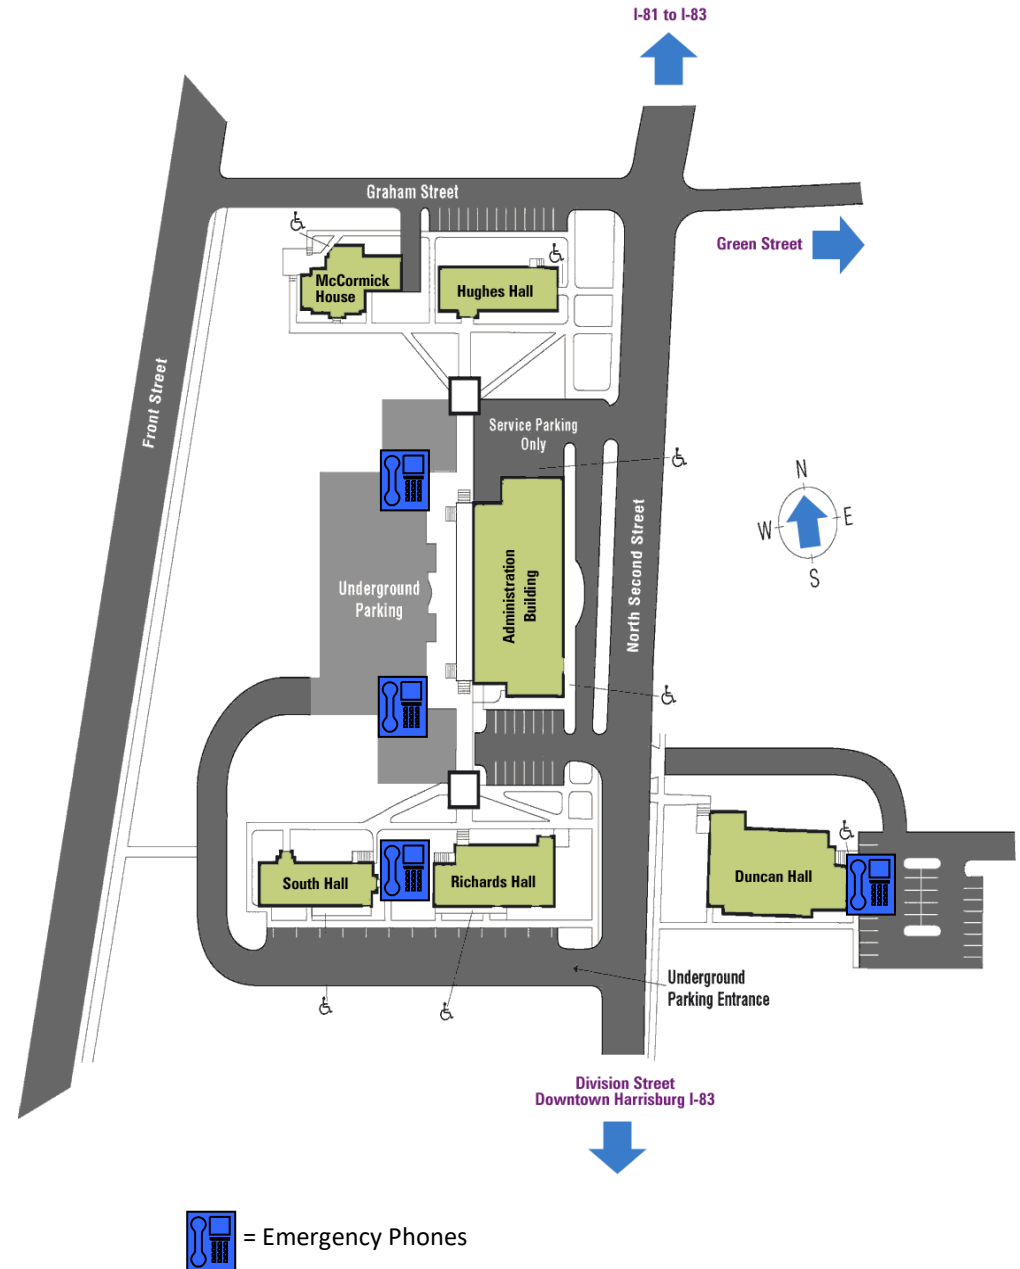 I-81 to I-83
Graham Street
Green Street
McCormick
House
Hughes Hall
Front Street
Service Parking
Only
N
W
E
S
Underground
Parking
Administration
Building
North Second Street
South Hall
Richards Hall
Duncan Hall
Underground
Parking Entrance
Division Street
Downtown Harrisburg I-83
= Emergency Phones